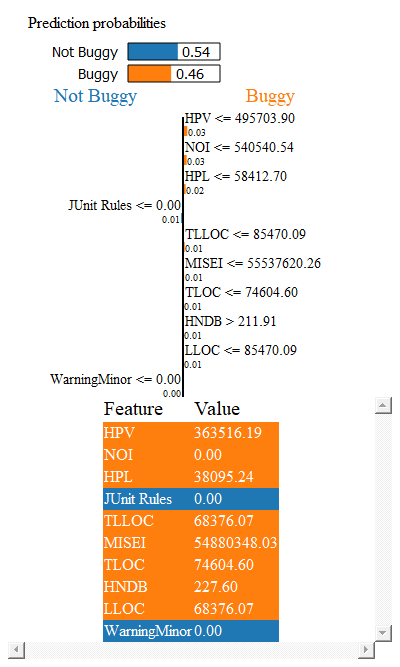 Prediction probabilities
Not Buggy 0.54
Buggy 0.46
Not Buggy Buggy
HPV <= 495703.90
0.03
NOI <= 540540.54
0.03
HPL <= 58412.70
0.02
JUnit Rules <= 0.00
0.01
TLLOC <= 85470.09
0.01
MISEI <= 55537620.26
0.01
TLOC <= 74604.60
0.01
HNDB > 211.91
0.01
LLOC <= 85470.09
0.01
WarningMinor <= 0.00
0.00
Feature Value
HPV 363516.19
NOI 0.00
HPL 38095.24
JUnit Rules 0.00
TLLOC 68376.07
MISEI 54880348.03
TLOC 74604.60
HNDB 227.60
LLOC 68376.07
WarningMinor 0.00